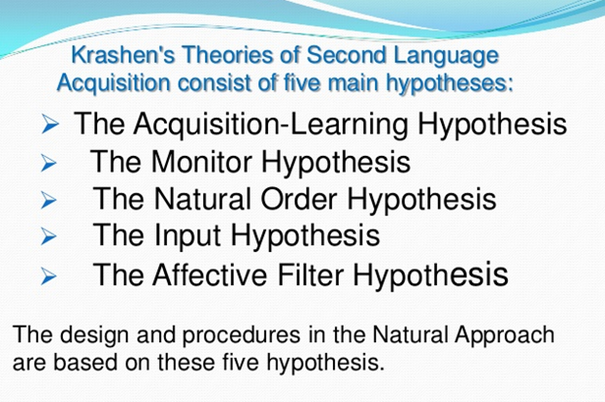 Krashen's Theories of Second Language
Acquisition consist of five main hypotheses:
The Acquisition-Learning Hypothesis
The Monitor Hypothesis
The Natural Order Hypothesis
The Input Hypothesis
The Affective Filter Hypothesis
The design and procedures in the Natural Approach
are based on these five hypothesis.